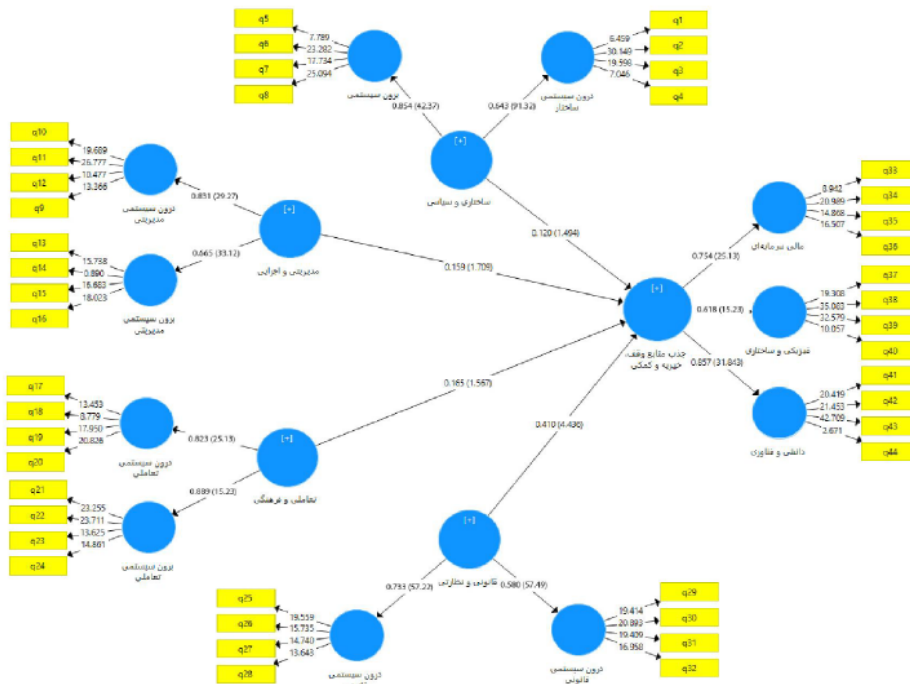 q5
q6
q7
q8
7.789
23.282
17.734
25.094
برون سیستمی
q1
q2
q3
q4
6.459
30.149
19.598
7.046
درون سیستمی
ساختار
0.854 (42.37)
0.643 (91.32)
[+]
ساختاری و سیاسی
0.120 (1.494)
q10
q11
q12
q9
19.689
26.777
10.477
13.366
درون سیستمی
مدیریتی
0.831 (29.27)
q13
q14
q15
q16
15.738
0.890
16.683
18.023
برون سیستمی
مدیریتی
0.665 (33.12)
[+]
مدیریتی و اجرایی
0.159 (1.709)
q33
q34
q35
q36
8.942
20.989
14.868
16.507
مالی سرمایه‌ای
0.754 (25.13)
[+]
جذب منابع وقف،
خیریه و کمکی
q37
q38
q39
q40
19.308
35.083
32.579
10.057
فیزیکی و ساختاری
0.618 (15.23)
q41
q42
q43
q44
20.419
21.453
42.709
2.671
دانشی و فناوری
0.857 (31.843)
q17
q18
q19
q20
13.453
8.779
17.950
20.826
درون سیستمی
تعاملی
0.823 (25.13)
q21
q22
q23
q24
23.255
23.711
13.625
14.861
برون سیستمی
تعاملی
0.889 (15.23)
[+]
تعاملی و فرهنگی
0.165 (1.567)
0.410 (4.436)
[+]
قانونی و نظارتی
0.733 (57.22)
0.580 (57.49)
q25
q26
q27
q28
19.559
15.735
14.740
13.643
درون سیستمی
q29
q30
q31
q32
19.414
20.893
19.409
16.958
درون سیستمی
قانونی